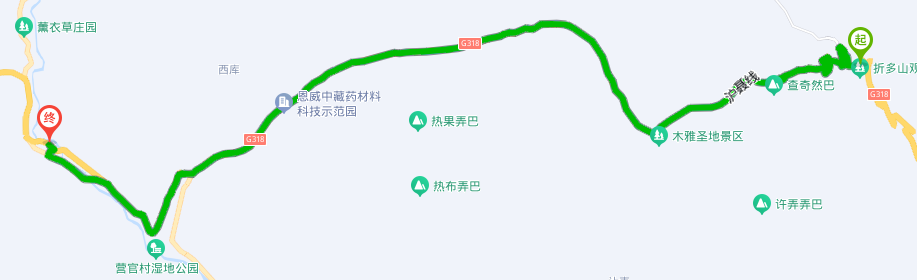 薰衣草庄园
起
G318
折多山观
西库
沪聂线
查奇然巴
G318
恩威中藏药材料
科技示范园
终
热果弄巴
G318
木雅圣地景区
热布弄巴
许弄弄巴
营官村湿地公园